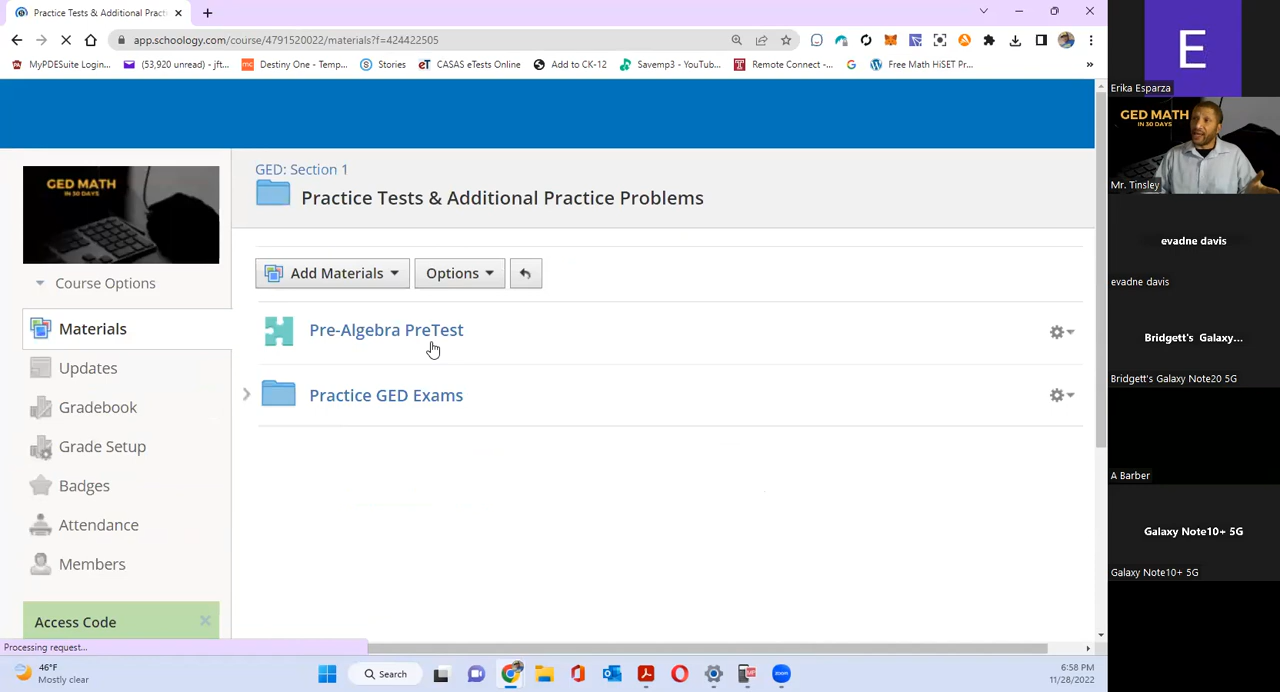 Practice Tests & Additional Pract
app.schoology.com/course/4791520022/materials?f=424422505
MyPDESuite Login...
(53,920 unread) - jft...
Destiny One - Temp...
Stories
CASAS eTests Online
Add to CK-12
Savemp3 - YouTub...
Remote Connect -...
Free Math HiSET Pr...
GED MATH
IN 30 DAYS
Course Options
Materials
Updates
Gradebook
Grade Setup
Badges
Attendance
Members
Access Code
Processing request...
GED: Section 1
Practice Tests & Additional Practice Problems
Add Materials
Options
Pre-Algebra PreTest
Practice GED Exams
46°F
Mostly clear
Search
6:58 PM
11/28/2022
E
Erika Esparza
GED MATH
IN 30 DAYS
Mr. Tinsley
evadne davis
evadne davis
Bridgett's Galaxy...
Bridgett's Galaxy Note20 5G
A Barber
Galaxy Note10+ 5G
Galaxy Note10+ 5G